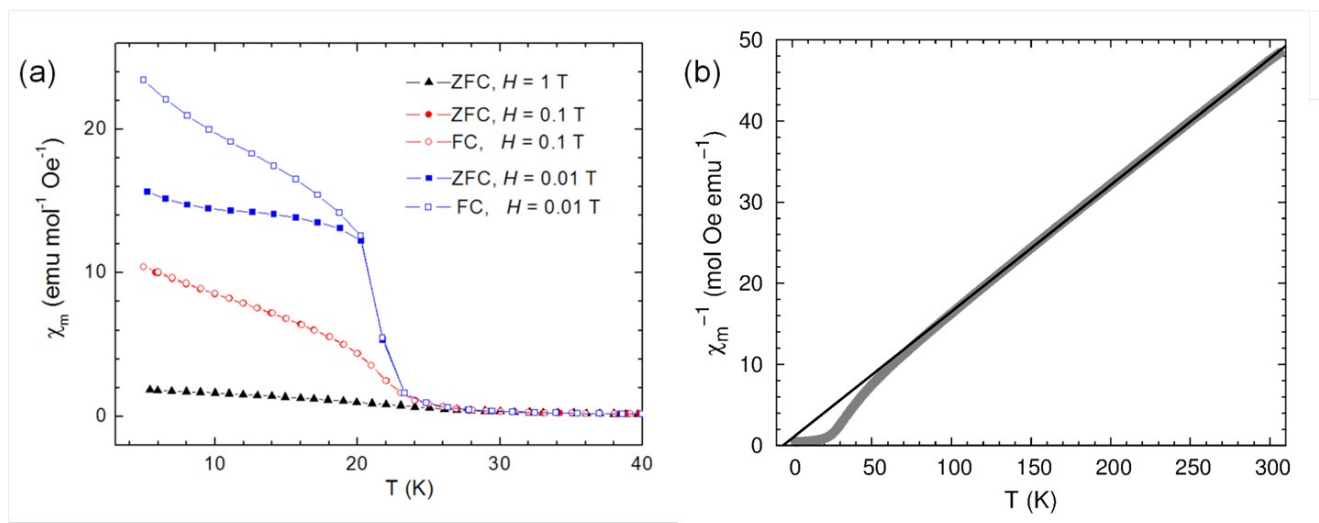 (a)
χm (emu mol-1 Oe-1)
20
10
0
10
20
30
40
T (K)
ZFC, H = 1 T
ZFC, H = 0.1 T
FC, H = 0.1 T
ZFC, H = 0.01 T
FC, H = 0.01 T
(b)
χm−1 (mol Oe emu−1)
50
40
30
20
10
0
0
50
100
150
200
250
300
T (K)